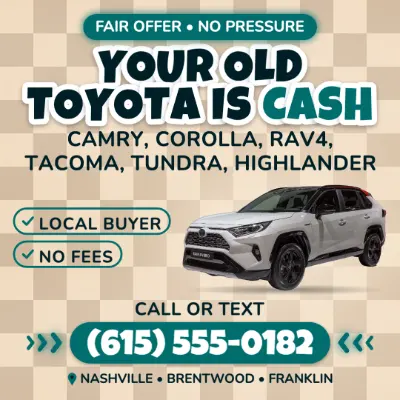 FAIR OFFER • NO PRESSURE
YOUR OLD
TOYOTA IS CASH
CAMRY, COROLLA, RAV4,
TACOMA, TUNDRA, HIGHLANDER
LOCAL BUYER
NO FEES
CALL OR TEXT
(615) 555-0182
NASHVILLE • BRENTWOOD • FRANKLIN